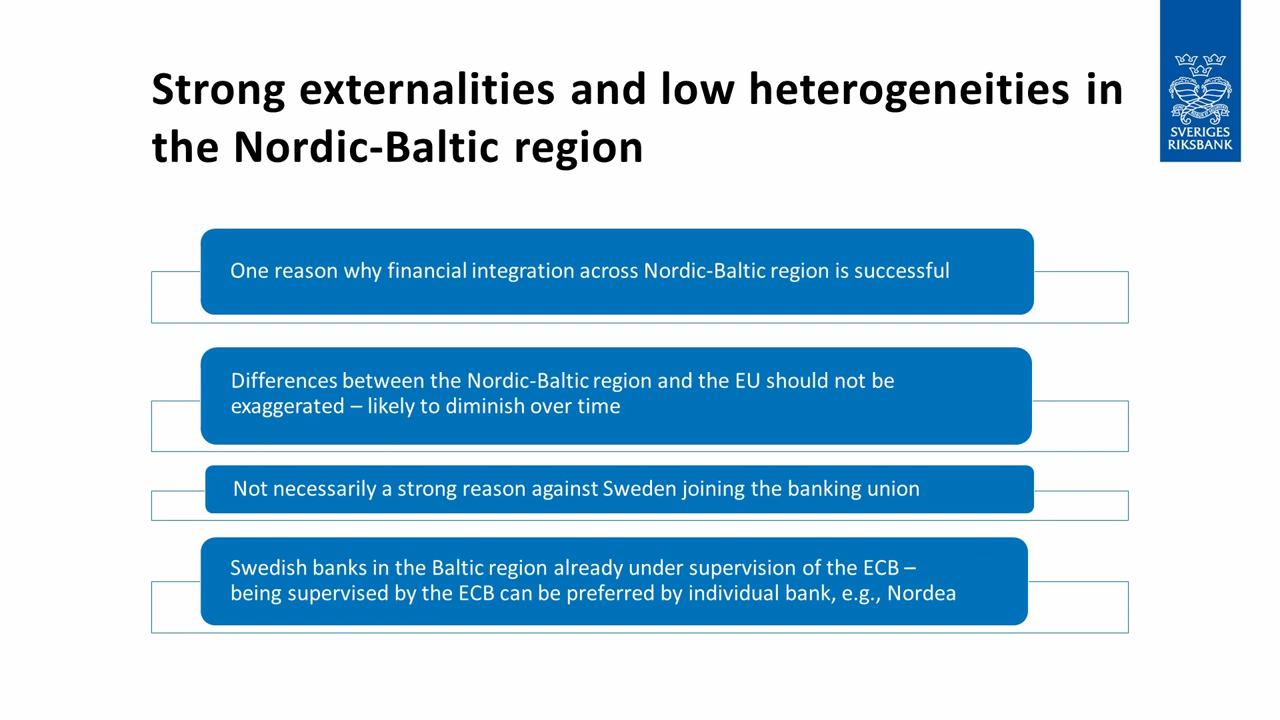 Strong externalities and low heterogeneities in
the Nordic-Baltic region
SVERIGES
RIKSBANK
One reason why financial integration across Nordic-Baltic region is successful
Differences between the Nordic-Baltic region and the EU should not be
exaggerated – likely to diminish over time
Not necessarily a strong reason against Sweden joining the banking union
Swedish banks in the Baltic region already under supervision of the ECB –
being supervised by the ECB can be preferred by individual bank, e.g., Nordea